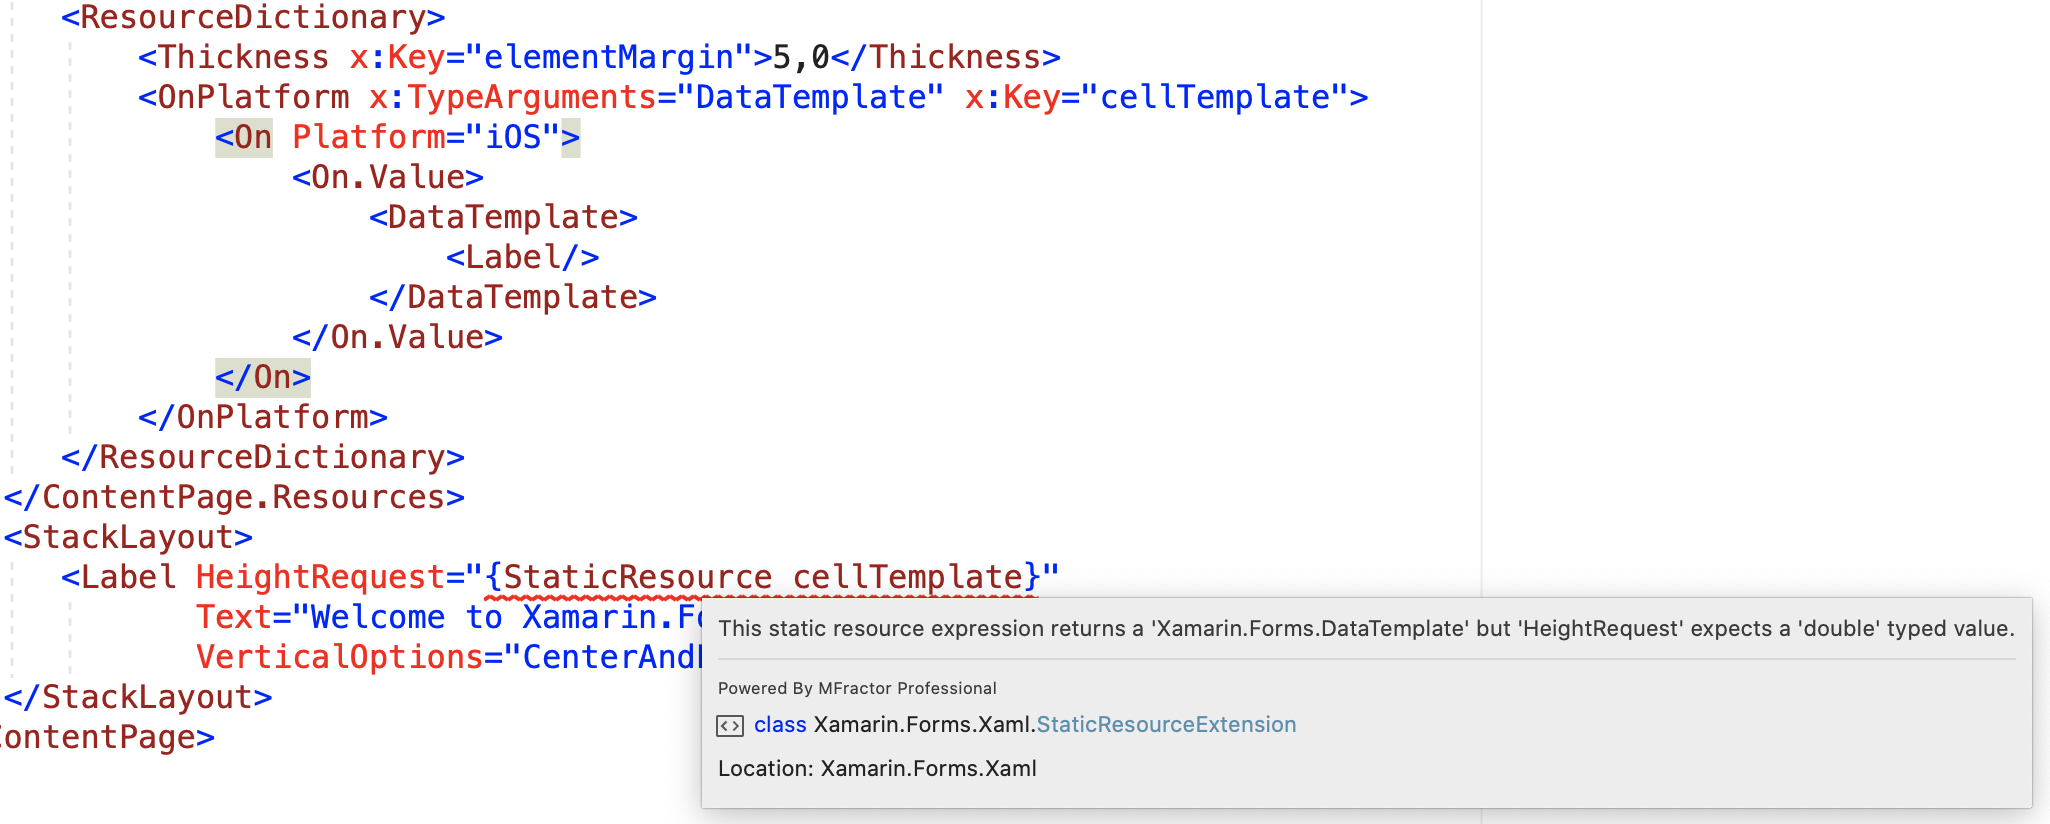 <ResourceDictionary>
<Thickness x:Key="elementMargin">5,0</Thickness>
<OnPlatform x:TypeArguments="DataTemplate" x:Key="cellTemplate">
<On Platform="iOS">
<On.Value>
<DataTemplate>
<Label/>
</DataTemplate>
</On.Value>
</On>
</OnPlatform>
</ResourceDictionary>
</ContentPage.Resources>
<StackLayout>
<Label HeightRequest="{StaticResource cellTemplate}"
Text="Welcome to Xamarin.Fo
VerticalOptions="CenterAnd
</StackLayout>
ontentPage>
This static resource expression returns a 'Xamarin.Forms.DataTemplate' but 'HeightRequest' expects a 'double' typed value.
Powered By MFractor Professional
<> class Xamarin.Forms.Xaml.StaticResourceExtension
Location: Xamarin.Forms.Xaml